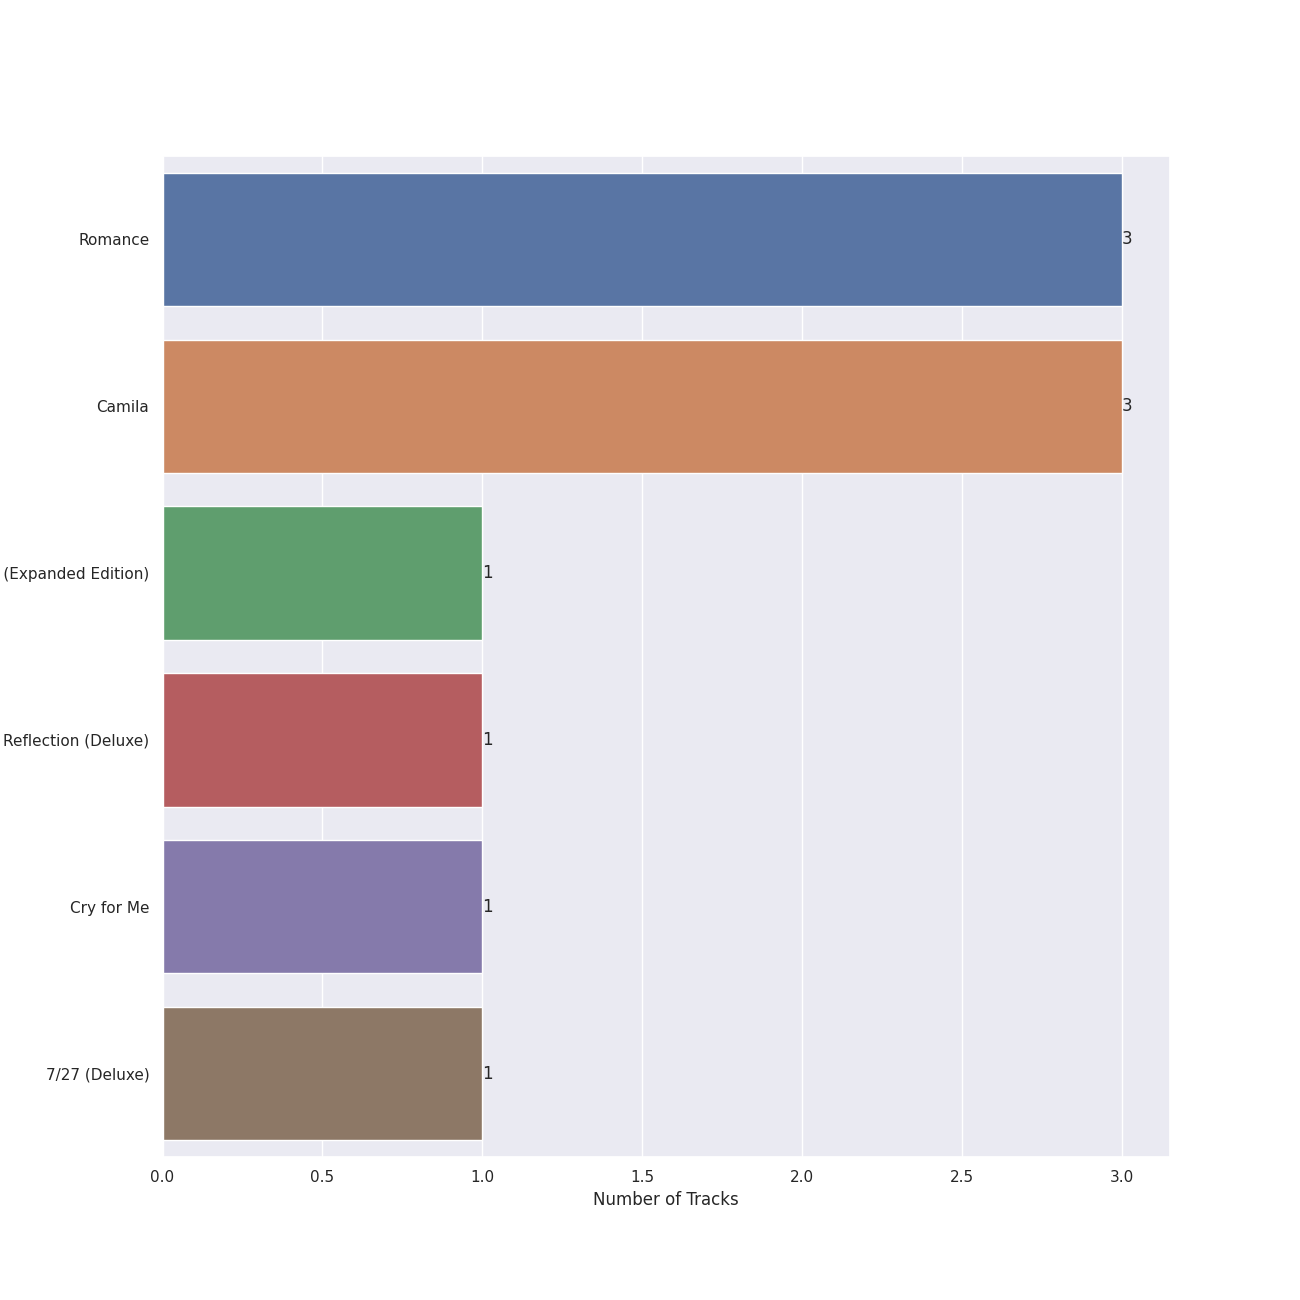 Romance
3
Camila
3
(Expanded Edition)
1
Reflection (Deluxe)
1
Cry for Me
1
7/27 (Deluxe)
1
0.0 0.5 1.0 1.5 2.0 2.5 3.0
Number of Tracks